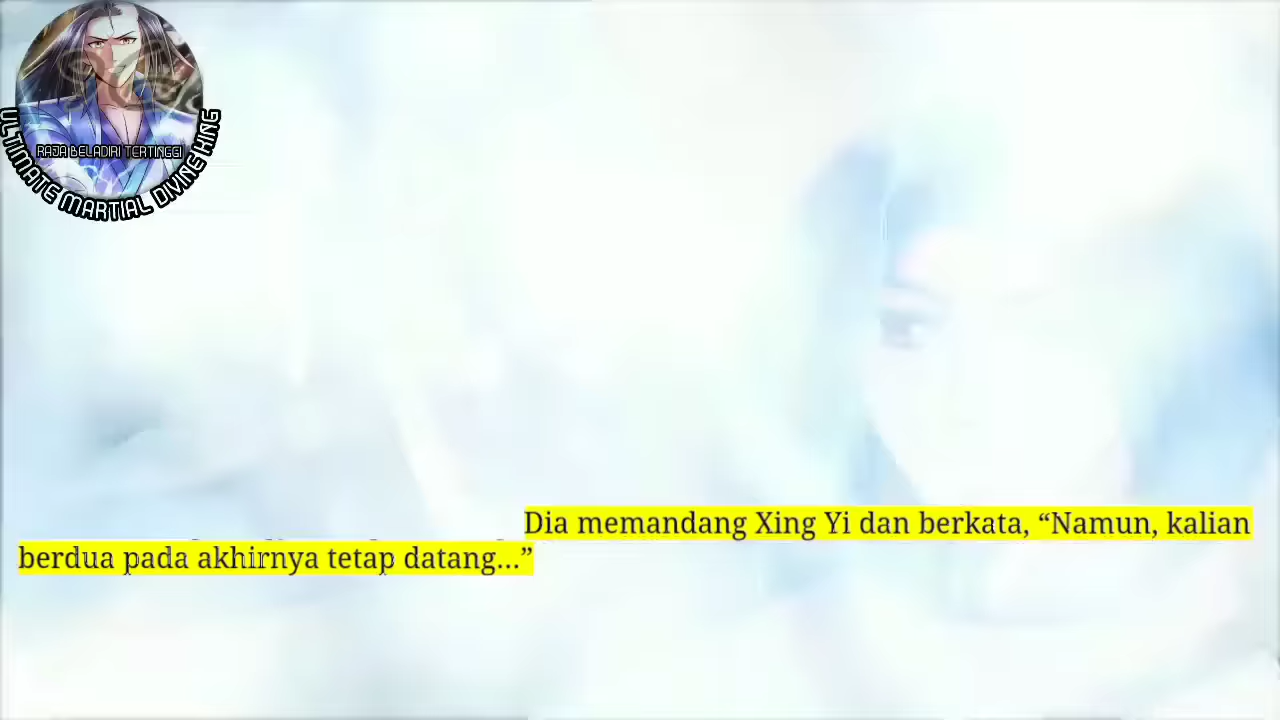 RAJA BELADIRI TERTINGGI
ULTIMATE MARTIAL DIVINE KING
Dia memandang Xing Yi dan berkata, “Namun, kalian
berdua pada akhirnya tetap datang...”